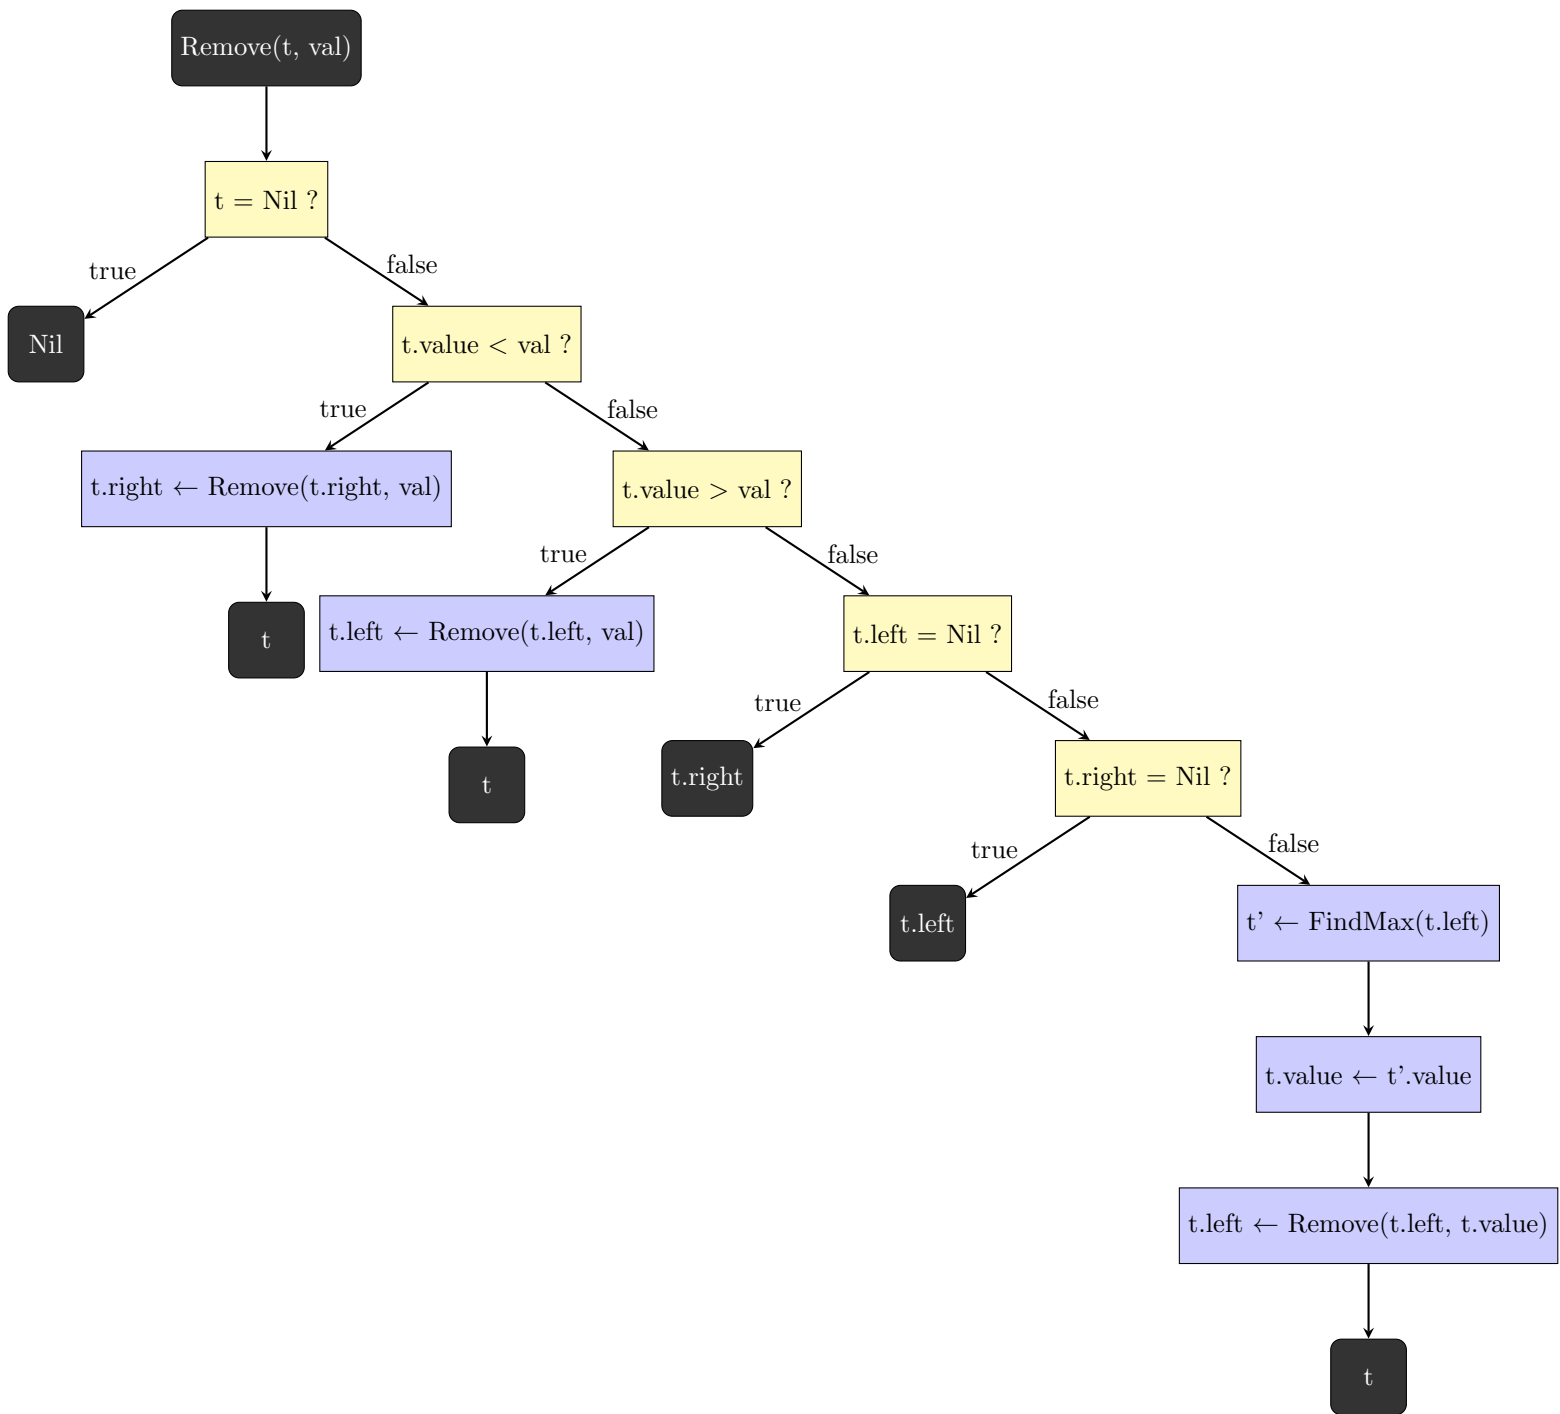 Remove(t, val)
t = Nil ?
true
false
Nil
t.value < val ?
true
false
t.right ← Remove(t.right, val)
t.value > val ?
true
false
t
t.left ← Remove(t.left, val)
t.left = Nil ?
true
false
t
t.right
t.right = Nil ?
true
false
t.left
t' ← FindMax(t.left)
t.value ← t'.value
t.left ← Remove(t.left, t.value)
t